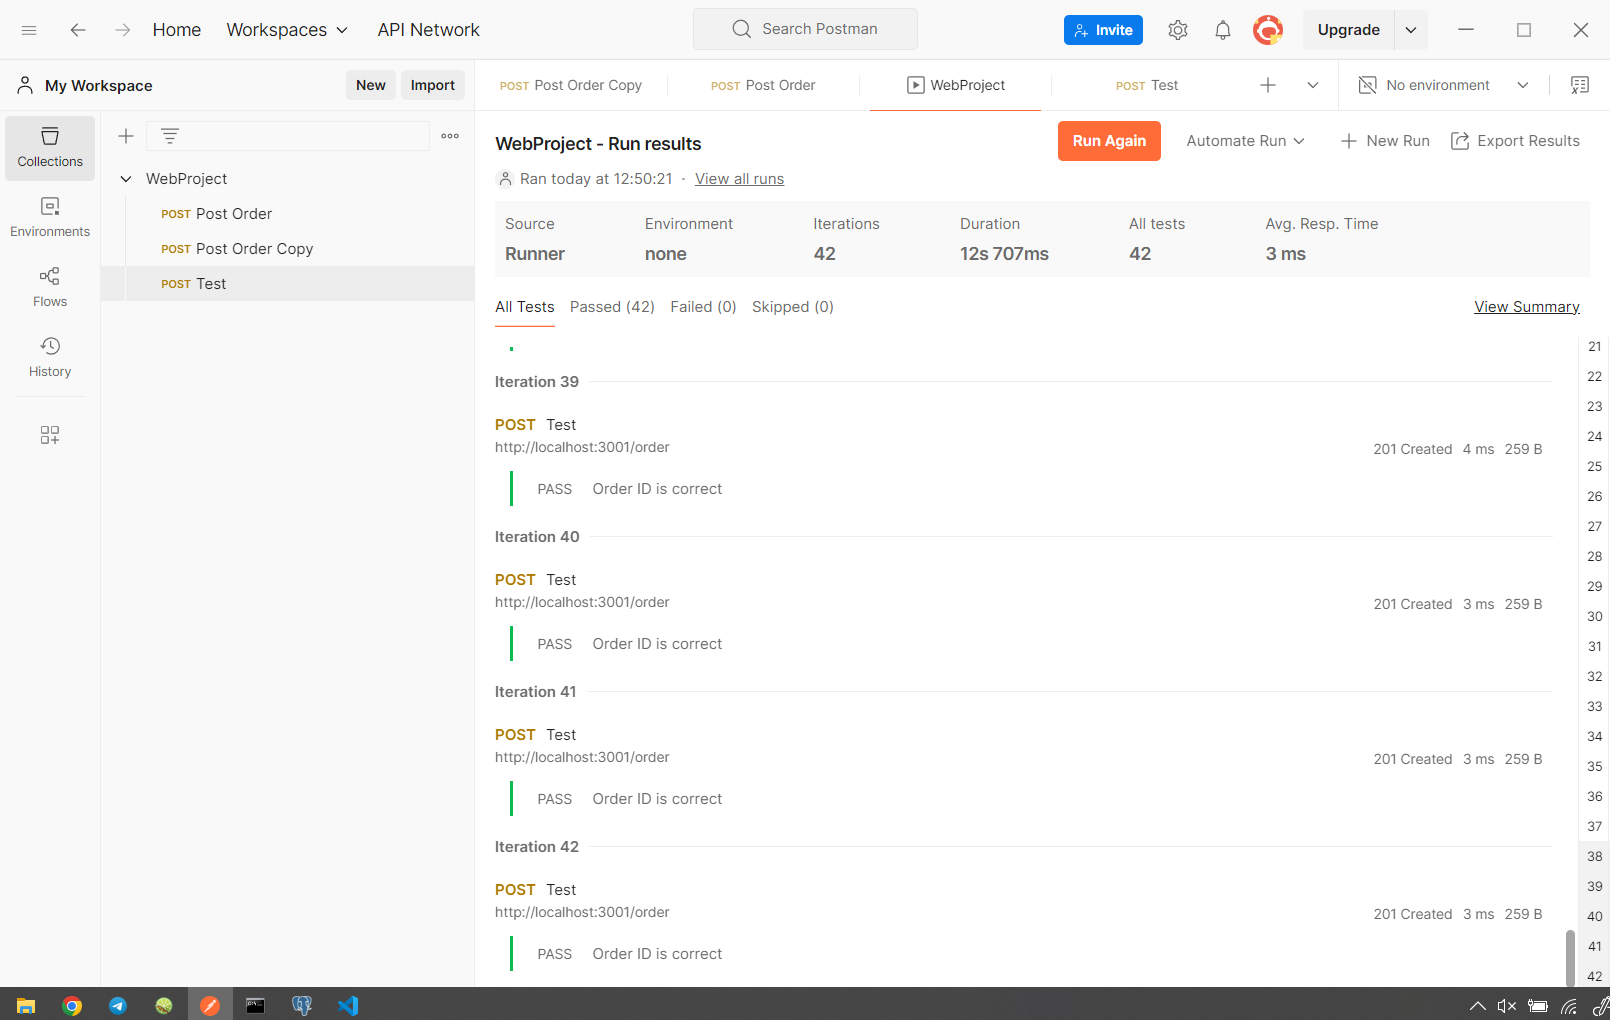 Home
Workspaces
API Network
Search Postman
Invite
Upgrade
My Workspace
New
Import
POST Post Order Copy
POST Post Order
WebProject
POST Test
No environment
Collections
Environments
Flows
History
WebProject
POST Post Order
POST Post Order Copy
POST Test
WebProject - Run results
Run Again
Automate Run
New Run
Export Results
Ran today at 12:50:21 · View all runs
Source Environment Iterations Duration All tests Avg. Resp. Time
Runner none 42 12s 707ms 42 3 ms
All Tests Passed (42) Failed (0) Skipped (0) View Summary
Iteration 39
POST Test
http://localhost:3001/order
201 Created 4 ms 259 B
PASS Order ID is correct
Iteration 40
POST Test
http://localhost:3001/order
201 Created 3 ms 259 B
PASS Order ID is correct
Iteration 41
POST Test
http://localhost:3001/order
201 Created 3 ms 259 B
PASS Order ID is correct
Iteration 42
POST Test
http://localhost:3001/order
201 Created 3 ms 259 B
PASS Order ID is correct
21
22
23
24
25
26
27
28
29
30
31
32
33
34
35
36
37
38
39
40
41
42